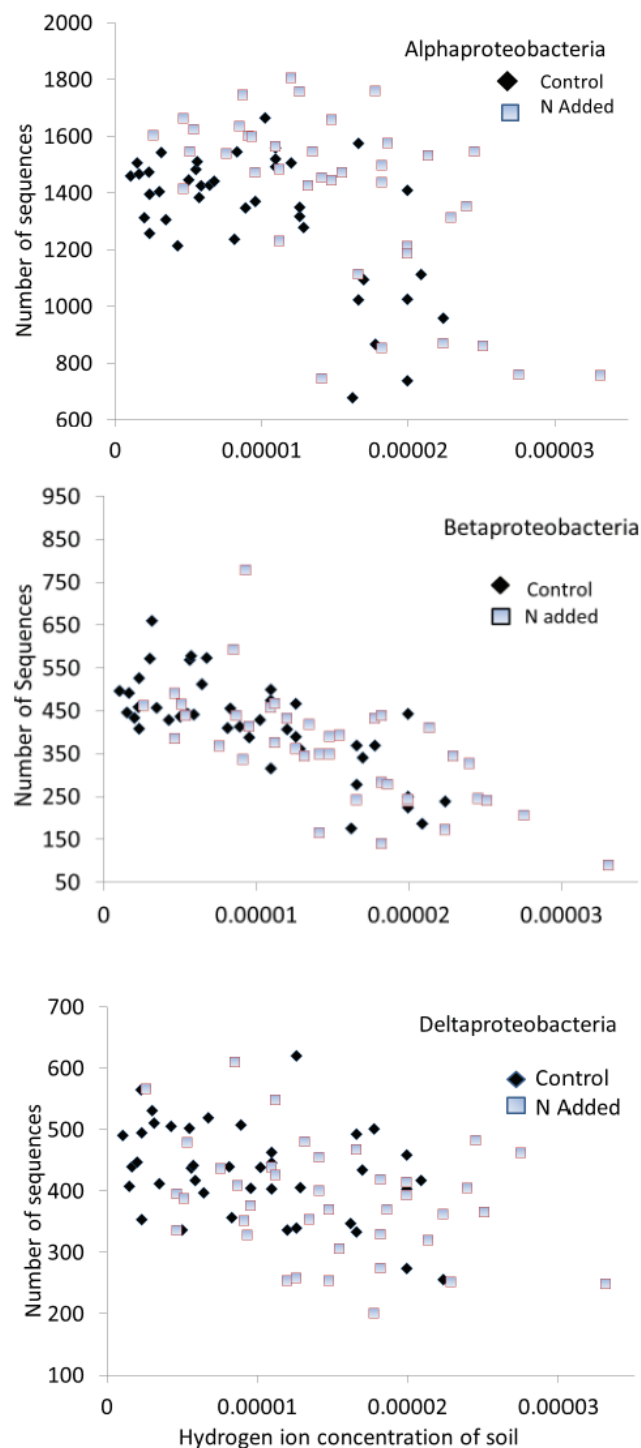 Alphaproteobacteria
Control
N Added
Number of sequences
2000
1800
1600
1400
1200
1000
800
600
0
0.00001
0.00002
0.00003
Betaproteobacteria
Control
N added
Number of Sequences
950
850
750
650
550
450
350
250
150
50
0
0.00001
0.00002
0.00003
Deltaproteobacteria
Control
N Added
Number of sequences
700
600
500
400
300
200
100
0
0.00001
0.00002
0.00003
Hydrogen ion concentration of soil